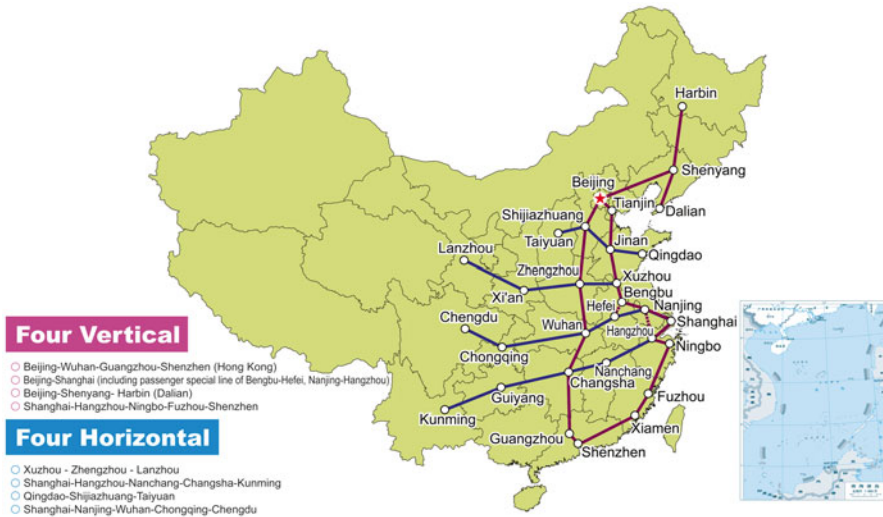 Harbin
Shenyang
Beijing
Tianjin
Dalian
Shijiazhuang
Taiyuan
Jinan
Qingdao
Lanzhou
Zhengzhou
Xuzhou
Xi'an
Bengbu
Hefei
Nanjing
Chengdu
Wuhan
Hangzhou
Shanghai
Chongqing
Ningbo
Nanchang
Changsha
Guiyang
Fuzhou
Kunming
Xiamen
Guangzhou
Shenzhen
Four Vertical
Beijing-Wuhan-Guangzhou-Shenzhen (Hong Kong)
Beijing-Shanghai (including passenger special line of Bengbu-Hefei, Nanjing-Hangzhou)
Beijing-Shenyang- Harbin (Dalian)
Shanghai-Hangzhou-Ningbo-Fuzhou-Shenzhen
Four Horizontal
Xuzhou - Zhengzhou - Lanzhou
Shanghai-Hangzhou-Nanchang-Changsha-Kunming
Qingdao-Shijiazhuang-Taiyuan
Shanghai-Nanjing-Wuhan-Chongqing-Chengdu